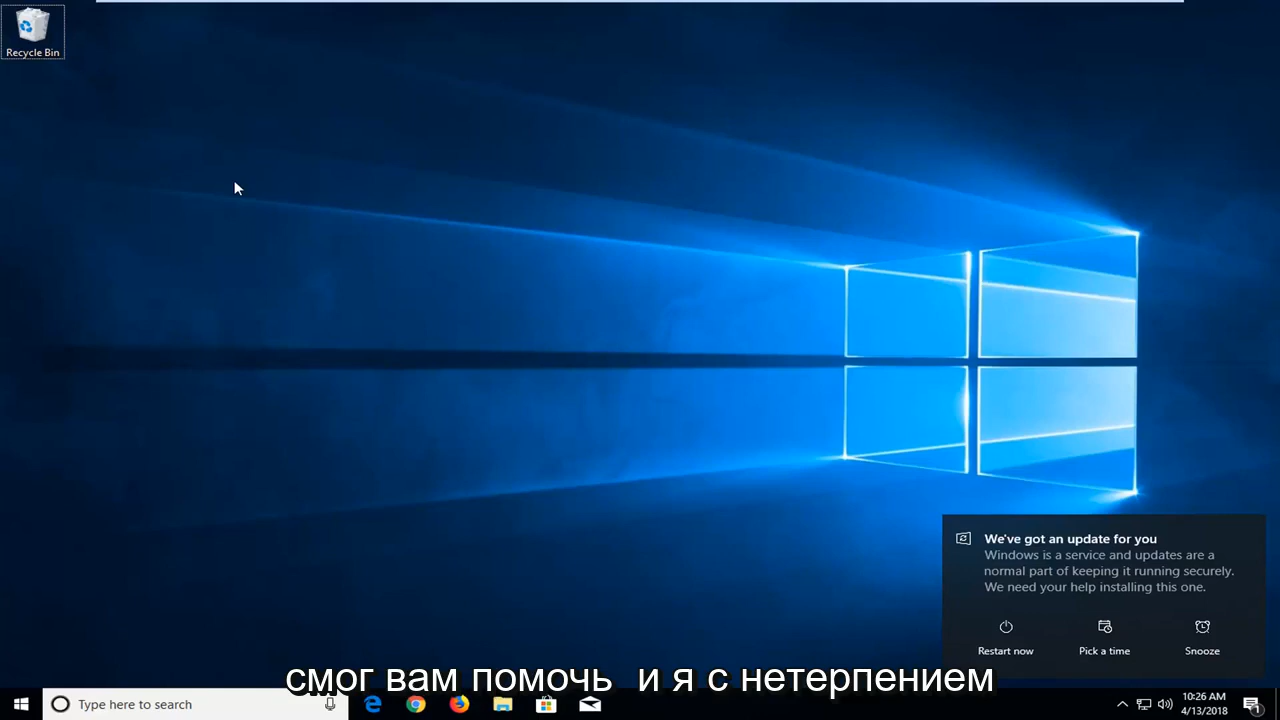 Recycle Bin
We've got an update for you
Windows is a service and updates are a
normal part of keeping it running securely.
We need your help installing this one.
Restart now
Pick a time
Snooze
смог вам помочь и я с нетерпением
Type here to search
10:26 AM
4/13/2018
1